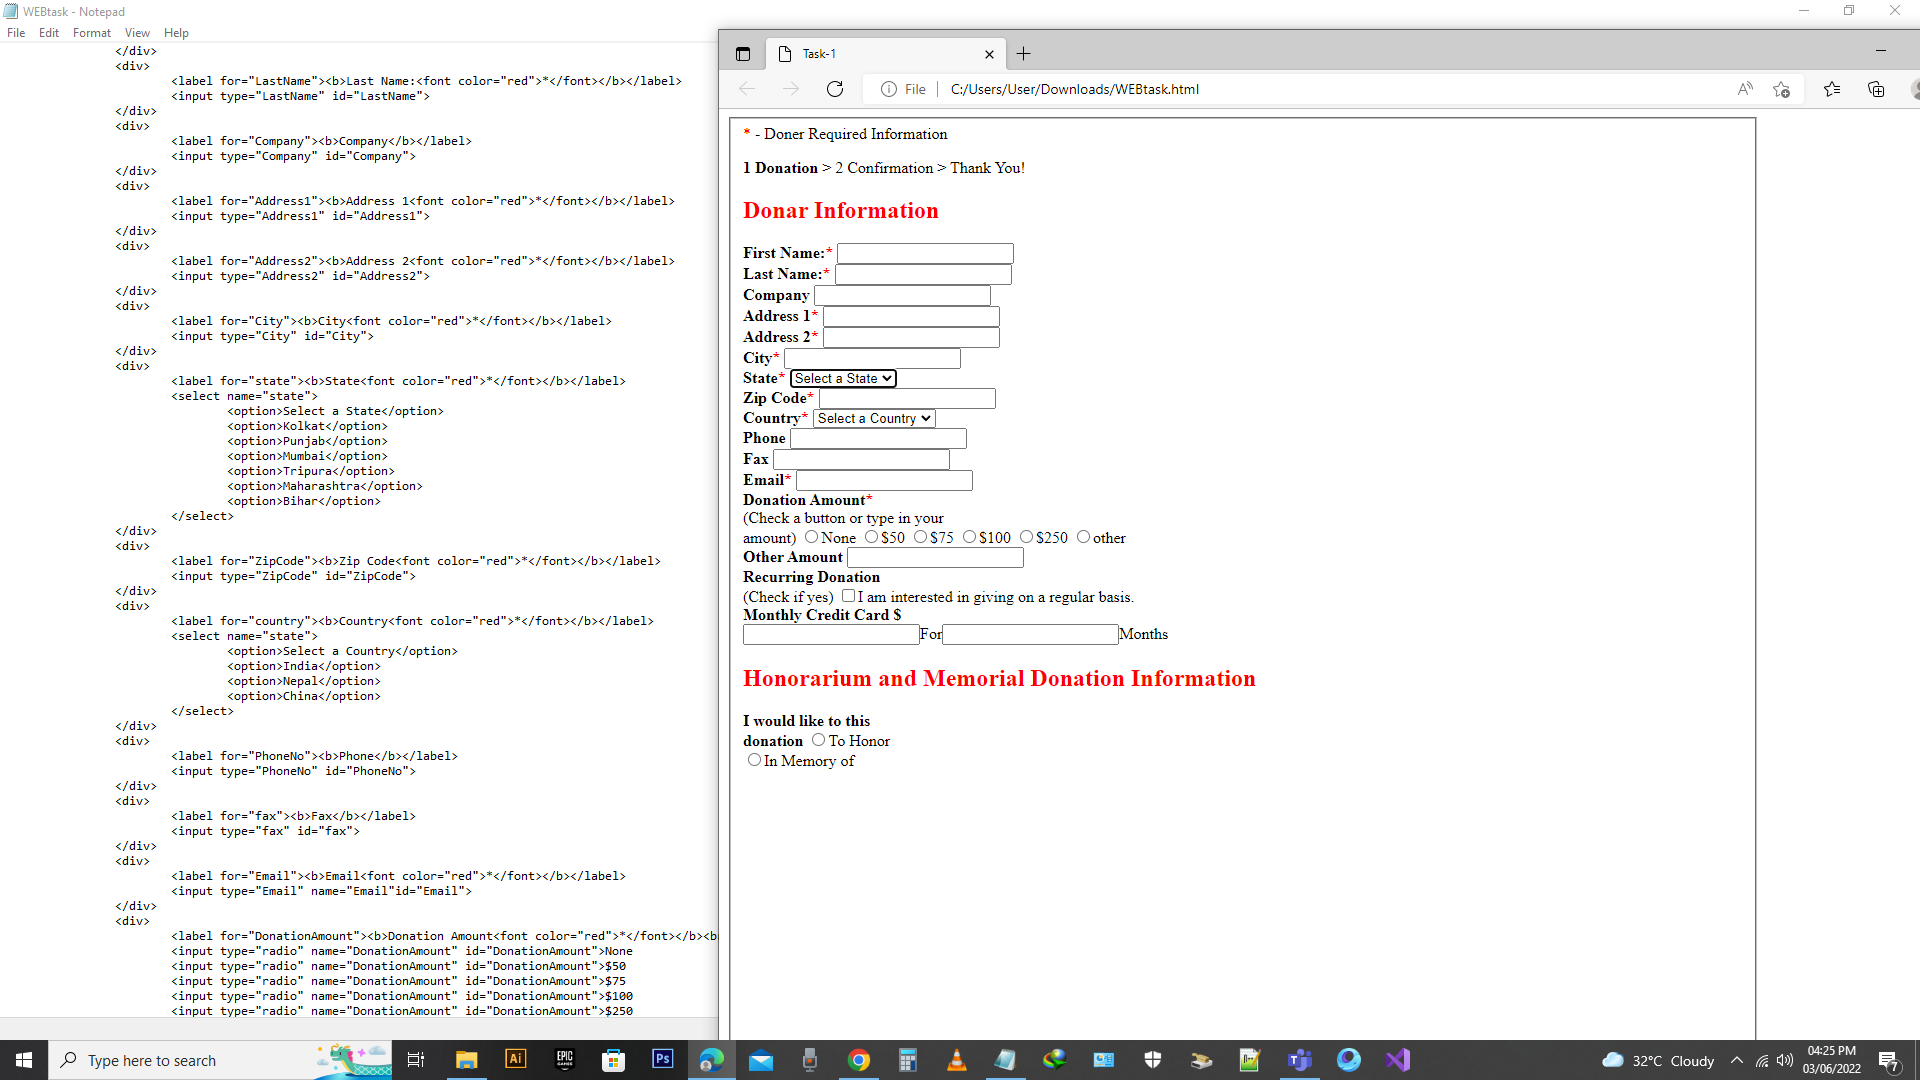 WEBtask - Notepad
File Edit Format View Help
</div>
<div>
<label for="LastName"><b>Last Name:<font color="red">*</font></b></label>
<input type="LastName" id="LastName">
</div>
<div>
<label for="Company"><b>Company</b></label>
<input type="Company" id="Company">
</div>
<div>
<label for="Address1"><b>Address 1<font color="red">*</font></b></label>
<input type="Address1" id="Address1">
</div>
<div>
<label for="Address2"><b>Address 2<font color="red">*</font></b></label>
<input type="Address2" id="Address2">
</div>
<div>
<label for="City"><b>City<font color="red">*</font></b></label>
<input type="City" id="City">
</div>
<div>
<label for="state"><b>State<font color="red">*</font></b></label>
<select name="state">
<option>Select a State</option>
<option>Kolkat</option>
<option>Punjab</option>
<option>Mumbai</option>
<option>Tripura</option>
<option>Maharashtra</option>
<option>Bihar</option>
</select>
</div>
<div>
<label for="ZipCode"><b>Zip Code<font color="red">*</font></b></label>
<input type="ZipCode" id="ZipCode">
</div>
<div>
<label for="country"><b>Country<font color="red">*</font></b></label>
<select name="state">
<option>Select a Country</option>
<option>India</option>
<option>Nepal</option>
<option>China</option>
</select>
</div>
<div>
<label for="PhoneNo"><b>Phone</b></label>
<input type="PhoneNo" id="PhoneNo">
</div>
<div>
<label for="fax"><b>Fax</b></label>
<input type="fax" id="fax">
</div>
<div>
<label for="Email"><b>Email<font color="red">*</font></b></label>
<input type="Email" name="Email"id="Email">
</div>
<div>
<label for="DonationAmount"><b>Donation Amount<font color="red">*</font></b><b
<input type="radio" name="DonationAmount" id="DonationAmount">None
<input type="radio" name="DonationAmount" id="DonationAmount">$50
<input type="radio" name="DonationAmount" id="DonationAmount">$75
<input type="radio" name="DonationAmount" id="DonationAmount">$100
<input type="radio" name="DonationAmount" id="DonationAmount">$250
Task-1
File C:/Users/User/Downloads/WEBtask.html
* - Doner Required Information
1 Donation > 2 Confirmation > Thank You!
Donar Information
First Name:*
Last Name:*
Company
Address 1*
Address 2*
City*
State* Select a State
Zip Code*
Country* Select a Country
Phone
Fax
Email*
Donation Amount*
(Check a button or type in your
amount) None $50 $75 $100 $250 other
Other Amount
Recurring Donation
(Check if yes) I am interested in giving on a regular basis.
Monthly Credit Card $
For Months
Honorarium and Memorial Donation Information
I would like to this
donation To Honor
In Memory of
Type here to search
Ai
EPIC GAMES
Ps
32°C Cloudy
04:25 PM
03/06/2022
7